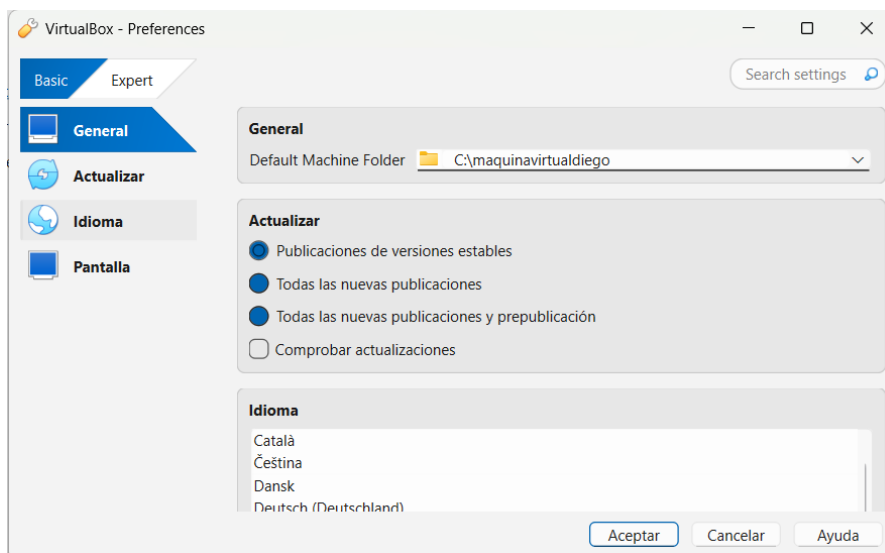 VirtualBox - Preferences
Basic
Expert
Search settings
General
Actualizar
Idioma
Pantalla
General
Default Machine Folder C:\maquinavirtualdiego
Actualizar
Publicaciones de versiones estables
Todas las nuevas publicaciones
Todas las nuevas publicaciones y prepublicación
Comprobar actualizaciones
Idioma
Català
Čeština
Dansk
Deutsch (Deutschland)
Aceptar
Cancelar
Ayuda